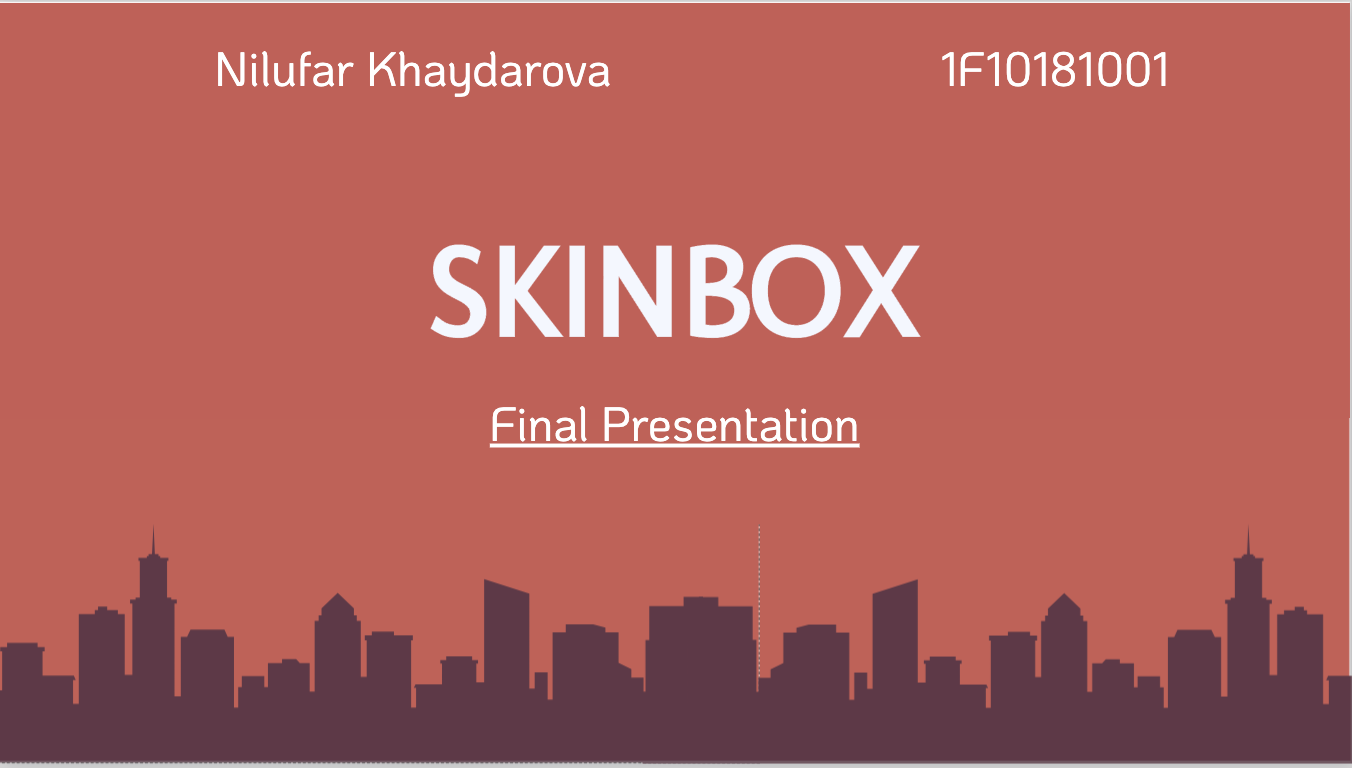 Nilufar Khaydarova 1F10181001
SKINBOX
Final Presentation